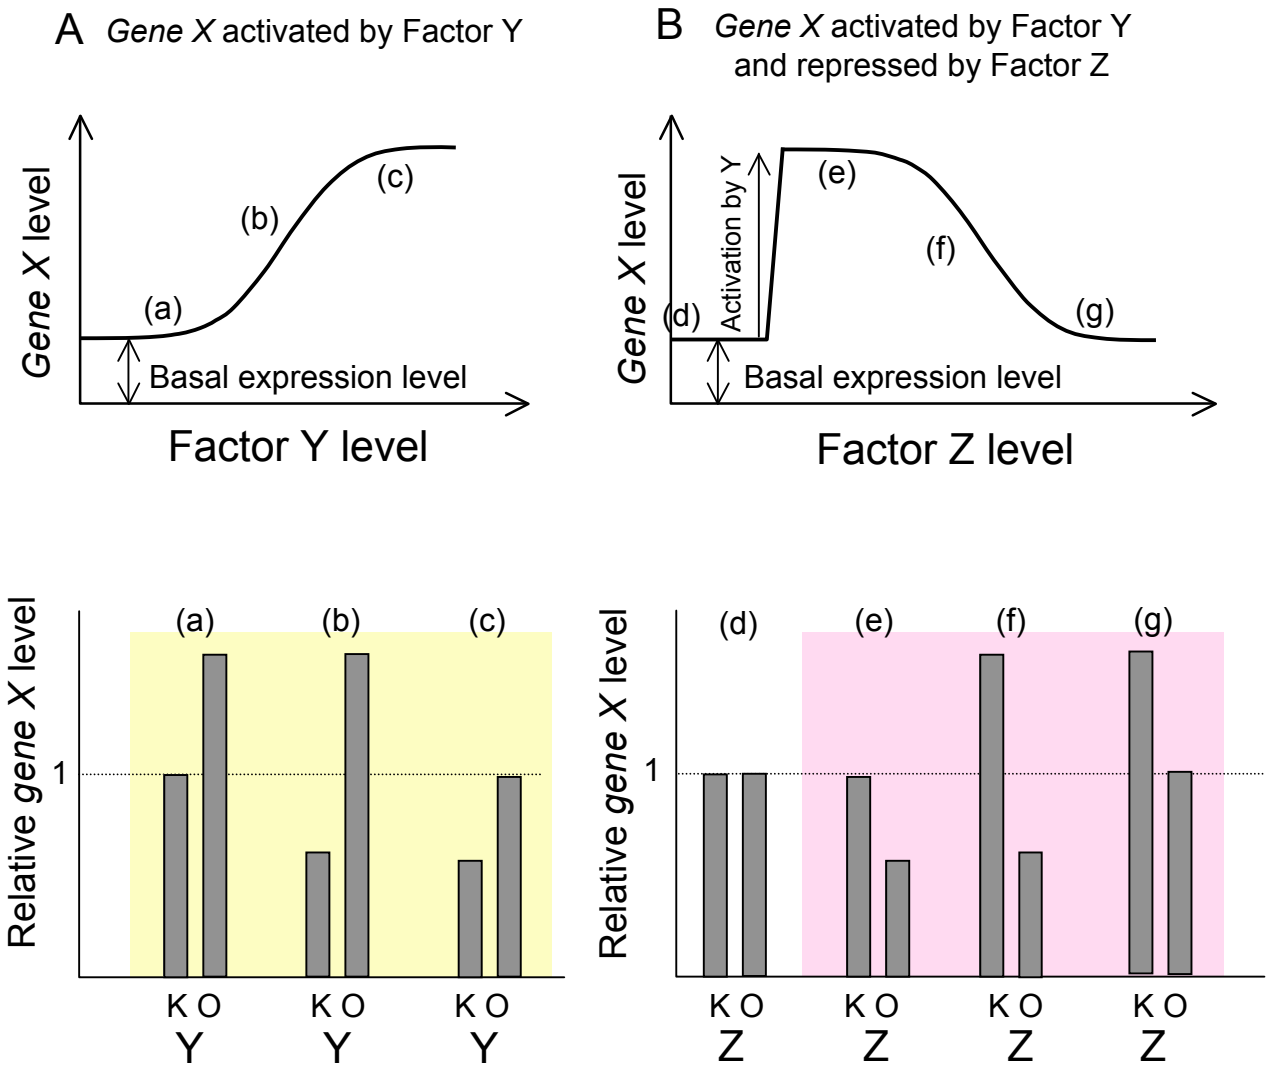 A Gene X activated by Factor Y
Gene X level
(a)
(b)
(c)
Basal expression level
Factor Y level
B Gene X activated by Factor Y
and repressed by Factor Z
Gene X level
(d)
Activation by Y
(e)
(f)
(g)
Basal expression level
Factor Z level
Relative gene X level
1
(a) (b) (c)
K O K O K O
Y Y Y
Relative gene X level
1
(d) (e) (f) (g)
K O K O K O K O
Z Z Z Z